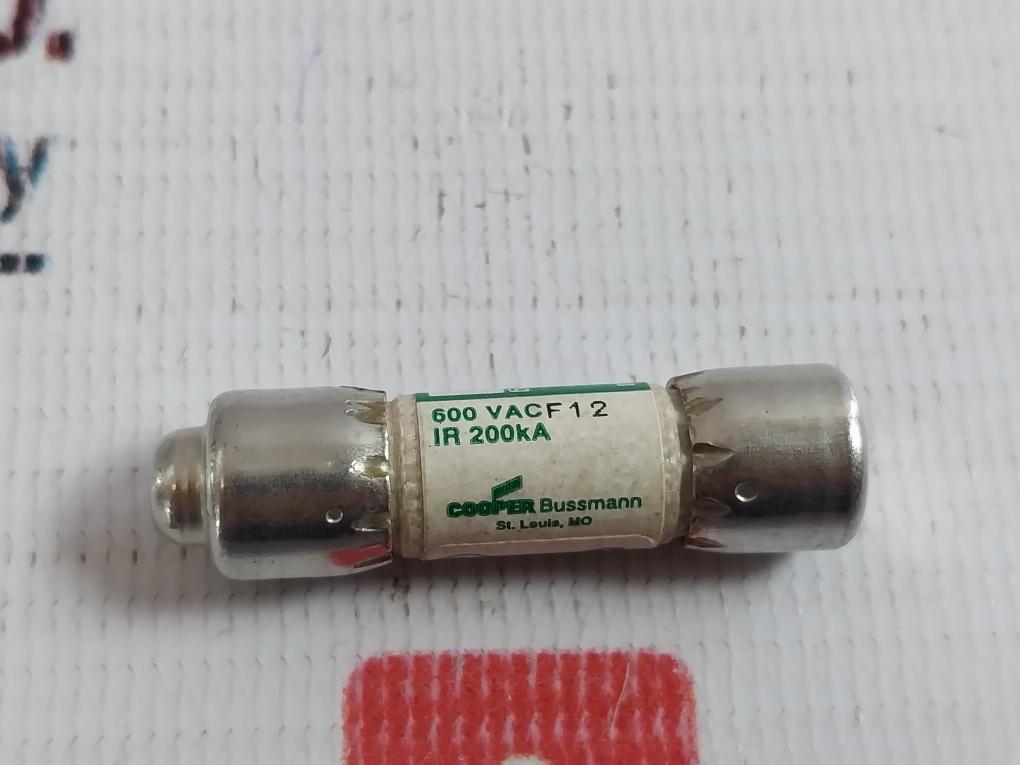 600 VACF12
IR 200kA
COOPER Bussmann
St. Louis, MO